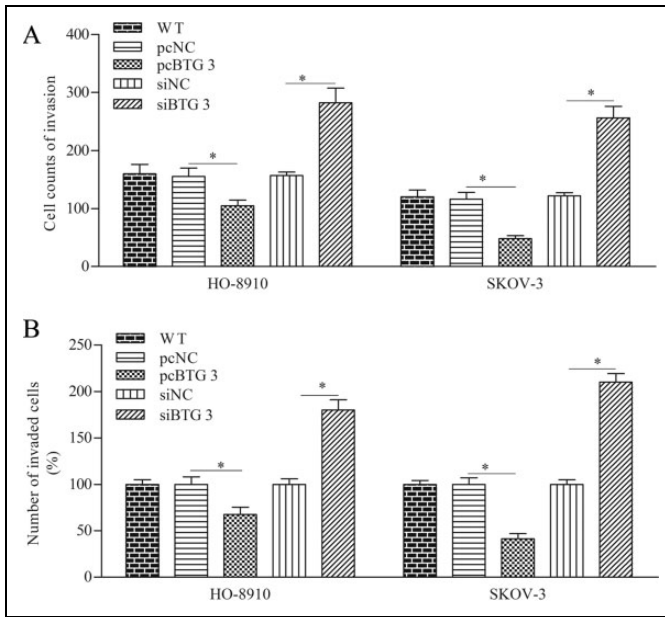 A
Cell counts of invasion
400
300
200
100
0
WT
pcNC
pcBTG 3
siNC
siBTG 3
*
*
*
*
HO-8910
SKOV-3
B
Number of invaded cells
(%)
250
200
150
100
50
0
WT
pcNC
pcBTG 3
siNC
siBTG 3
*
*
*
*
HO-8910
SKOV-3